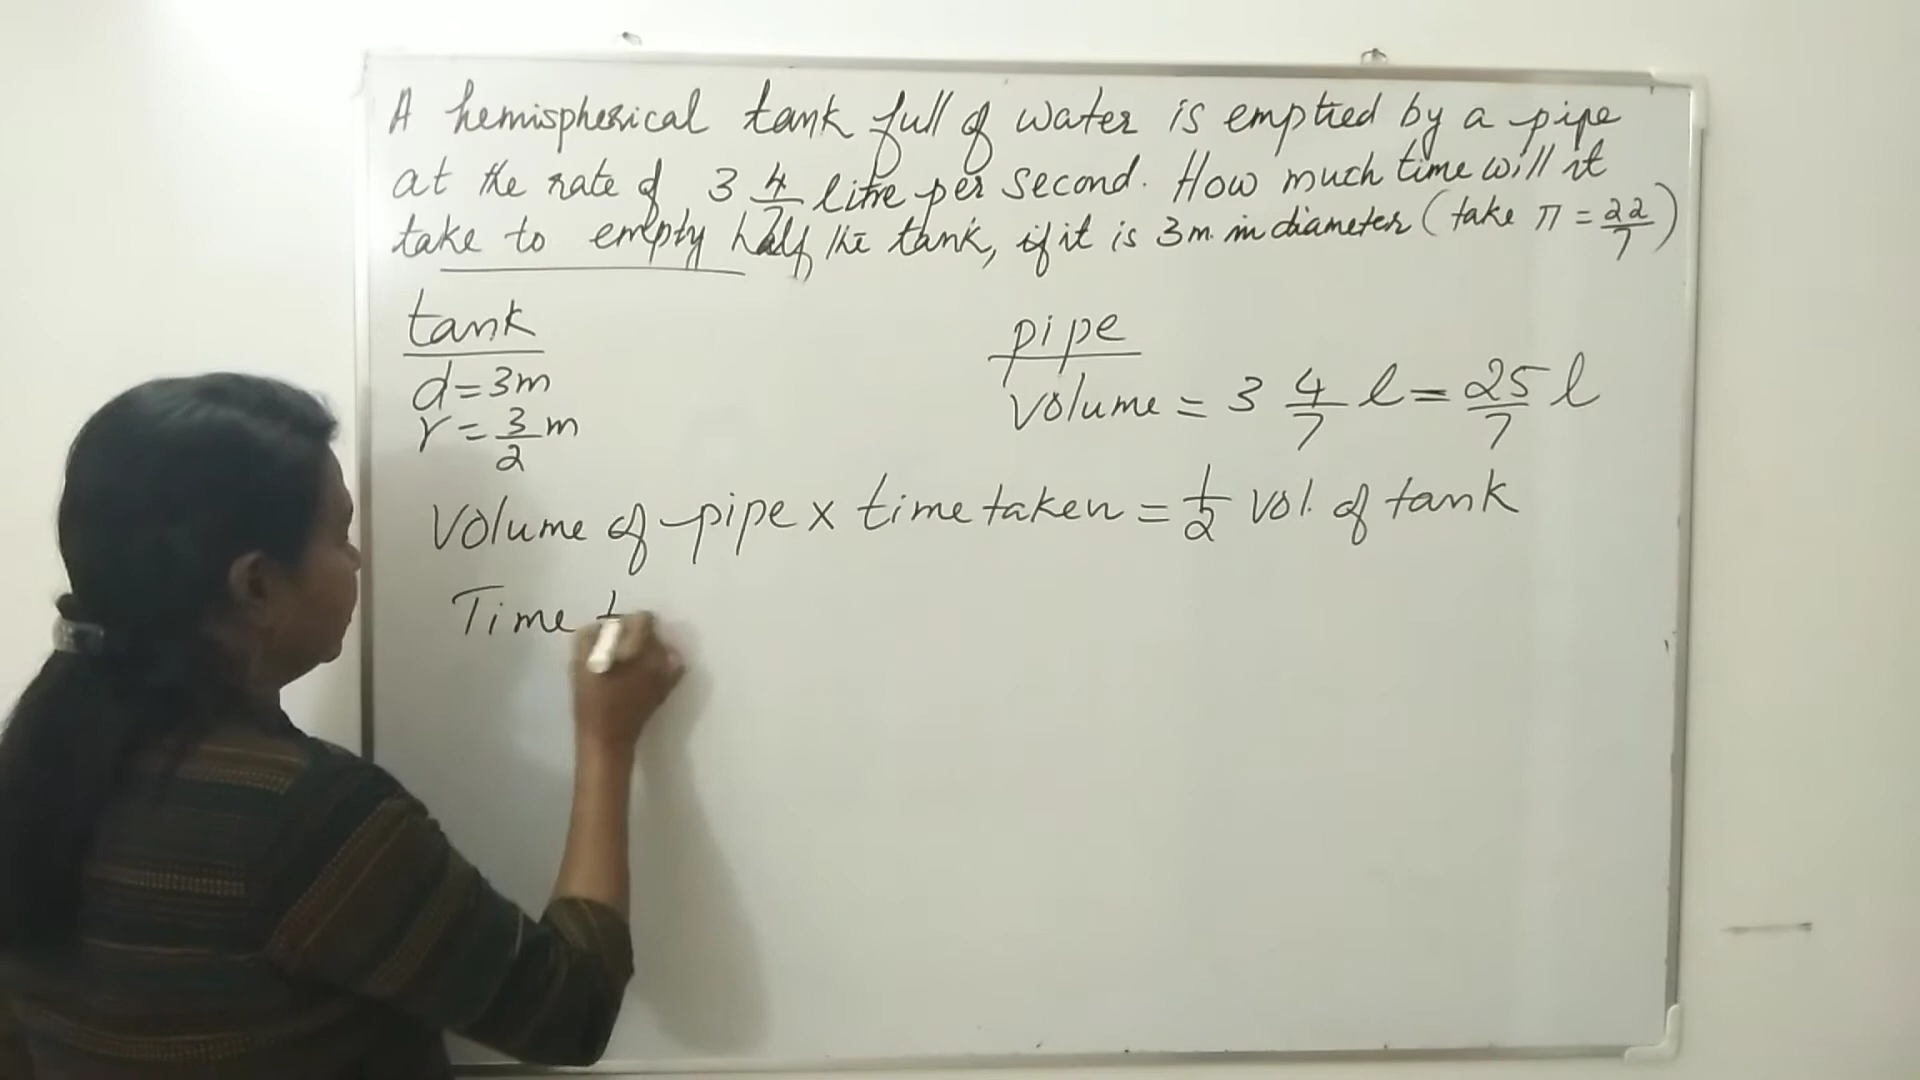 A hemispherical tank full of water is emptied by a pipe
at the rate of 3 4/7 litre per second. How much time will it
take to empty half the tank, if it is 3m in diameter (take π = 22/7)
tank
d = 3m
r = 3/2 m
pipe
volume = 3 4/7 l = 25/7 l
Volume of pipe x time taken = 1/2 vol. of tank
Time t